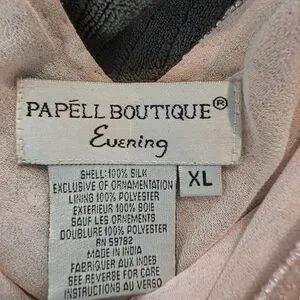 PAPÉLL BOUTIQUE®
Evening
XL
SHELL: 100% SILK
EXCLUSIVE OF ORNAMENTATION
LINING 100% POLYESTER
EXTERIEUR 100% SOIE
SAUF LES ORNEMENTS
DOUBLURE 100% POLYESTER
RN 59782
MADE IN INDIA
FABRIQUER AUX INDES
SEE REVERSE FOR CARE
INSTRUCTIONS AU VERSO